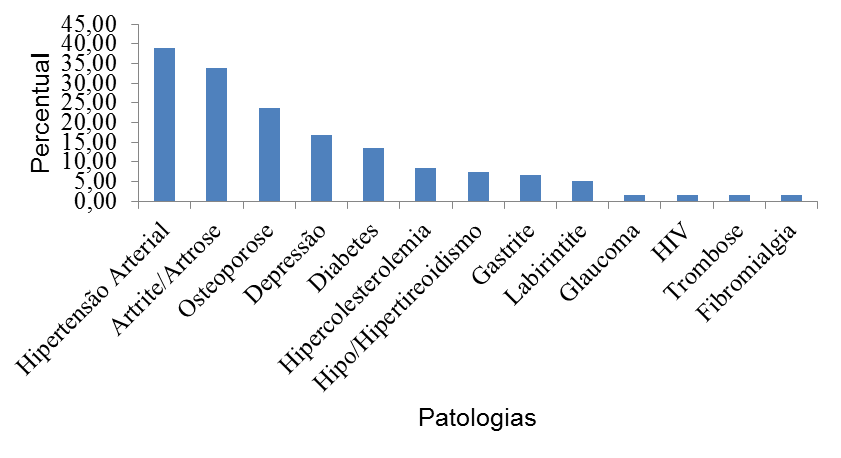 Percentual
45,00
40,00
35,00
30,00
25,00
20,00
15,00
10,00
5,00
0,00
Hipertensão Arterial
Artrite/Artrose
Osteoporose
Depressão
Diabetes
Hipercolesterolemia
Hipo/Hipertireoidismo
Gastrite
Labirintite
Glaucoma
HIV
Trombose
Fibromialgia
Patologias